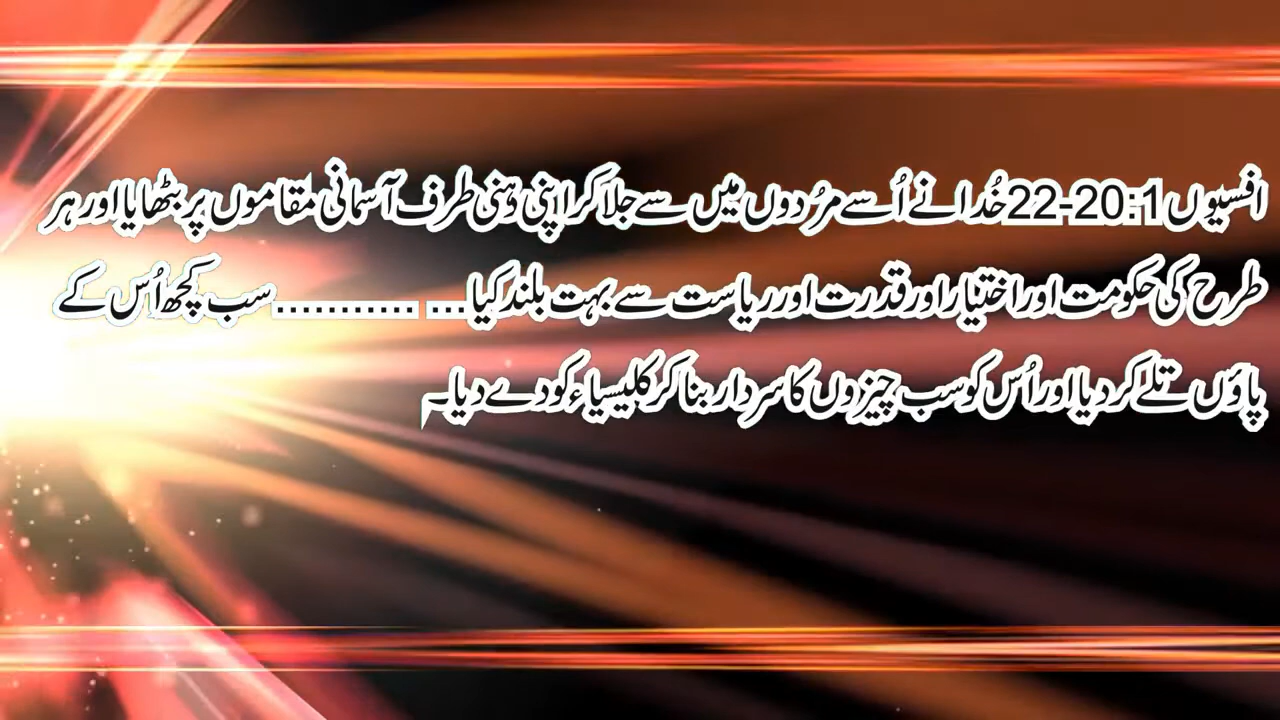 افسیوں 1:20-22 خُدا نے اُسے مرُدوں میں سے جلا کر اپنی دہنی طرف آسمانی مقاموں پر بٹھایا اور ہر
طرح کی حکومت اور اختیار اور قدرت اور ریاست سے بہت بلند کیا... ........... سب کچھ اُس کے
پاؤں تلے کر دیا اور اُس کو سب چیزوں کا سردار بنا کر کلیسیاء کو دے دیا۔